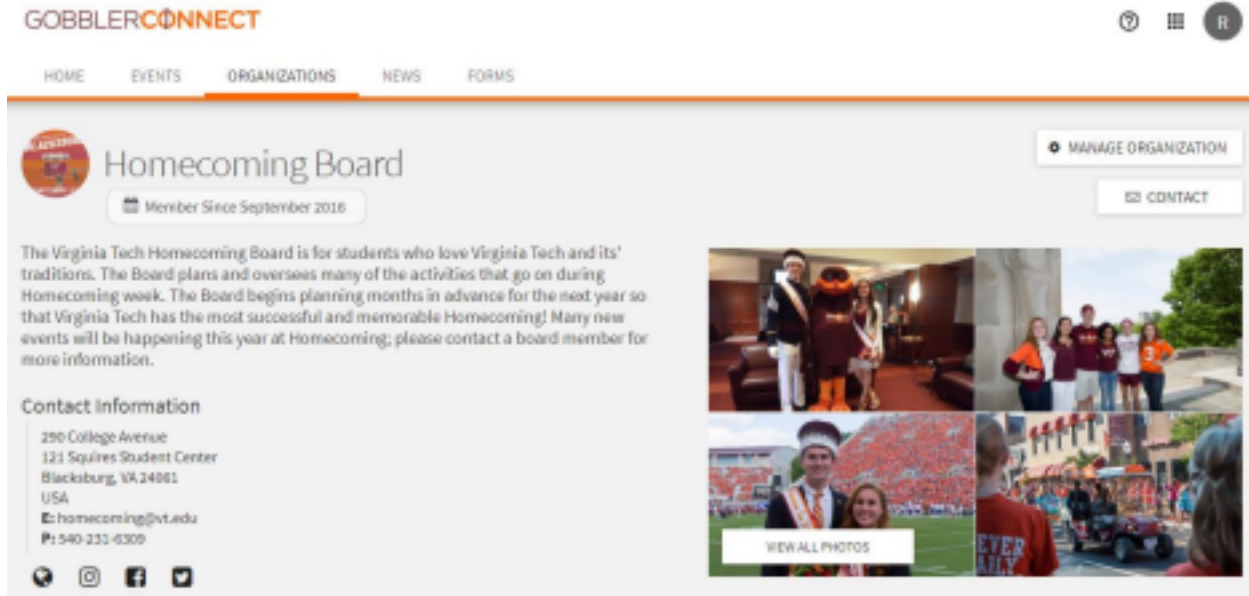 GOBBLERCONNECT
R
HOME EVENTS ORGANIZATIONS NEWS FORMS
Homecoming Board
MANAGE ORGANIZATION
Member Since September 2016
CONTACT
The Virginia Tech Homecoming Board is for students who love Virginia Tech and its'
traditions. The Board plans and oversees many of the activities that go on during
Homecoming week. The Board begins planning months in advance for the next year so
that Virginia Tech has the most successful and memorable Homecoming! Many new
events will be happening this year at Homecoming; please contact a board member for
more information.
Contact Information
290 College Avenue
121 Squires Student Center
Blacksburg, VA 24061
USA
E: homecoming@vt.edu
P: 540-231-6309
VIEW ALL PHOTOS